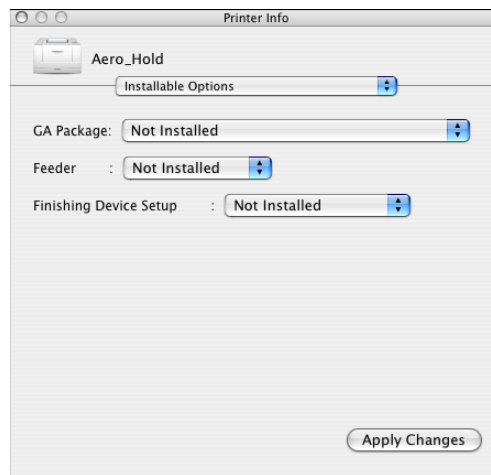 Printer Info
Aero_Hold
Installable Options
GA Package: Not Installed
Feeder : Not Installed
Finishing Device Setup : Not Installed
Apply Changes